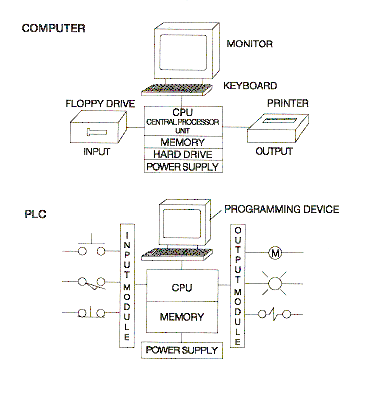 COMPUTER
MONITOR
KEYBOARD
FLOPPY DRIVE
PRINTER
CPU
CENTRAL PROCESSOR
UNIT
INPUT
MEMORY
OUTPUT
HARD DRIVE
POWER SUPPLY
PLC
PROGRAMMING DEVICE
INPUT MODULE
OUTPUT MODULE
M
CPU
MEMORY
POWER SUPPLY